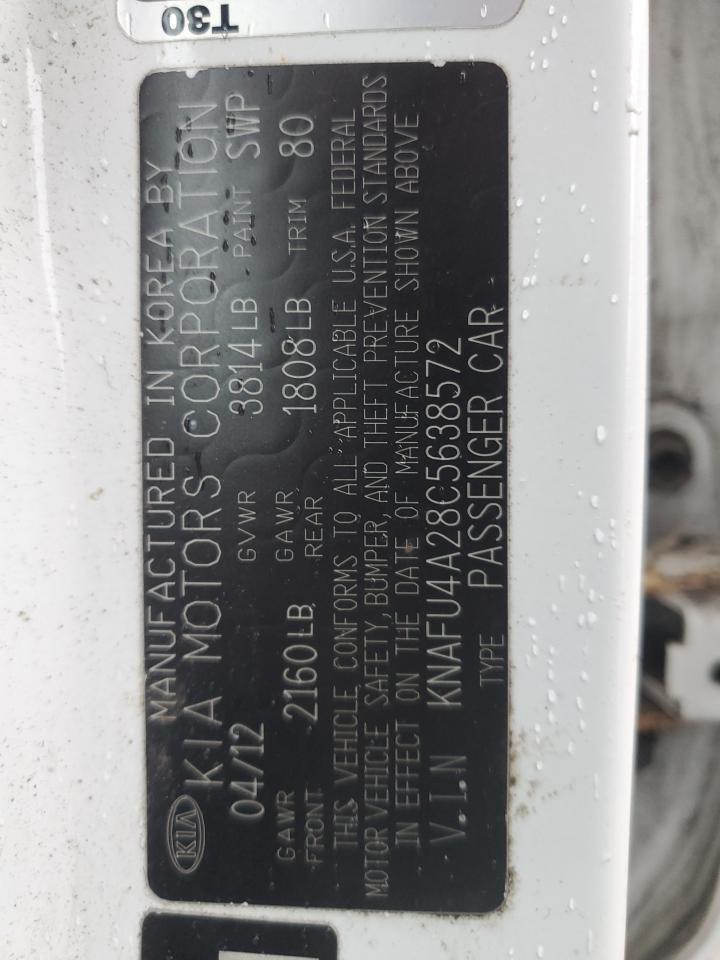 T30
KIA
MANUFACTURED IN KOREA BY
KIA MOTORS CORPORATION
04/12 GVWR 3814LB PAINT SWP
GAWR FRONT 2160LB GAWR REAR 1808LB TRIM 80
THIS VEHICLE CONFORMS TO ALL APPLICABLE U.S.A. FEDERAL
MOTOR VEHICLE SAFETY, BUMPER, AND THEFT PREVENTION STANDARDS
IN EFFECT ON THE DATE OF MANUFACTURE SHOWN ABOVE
V.I.N KNAFU4A28C5638572
TYPE PASSENGER CAR